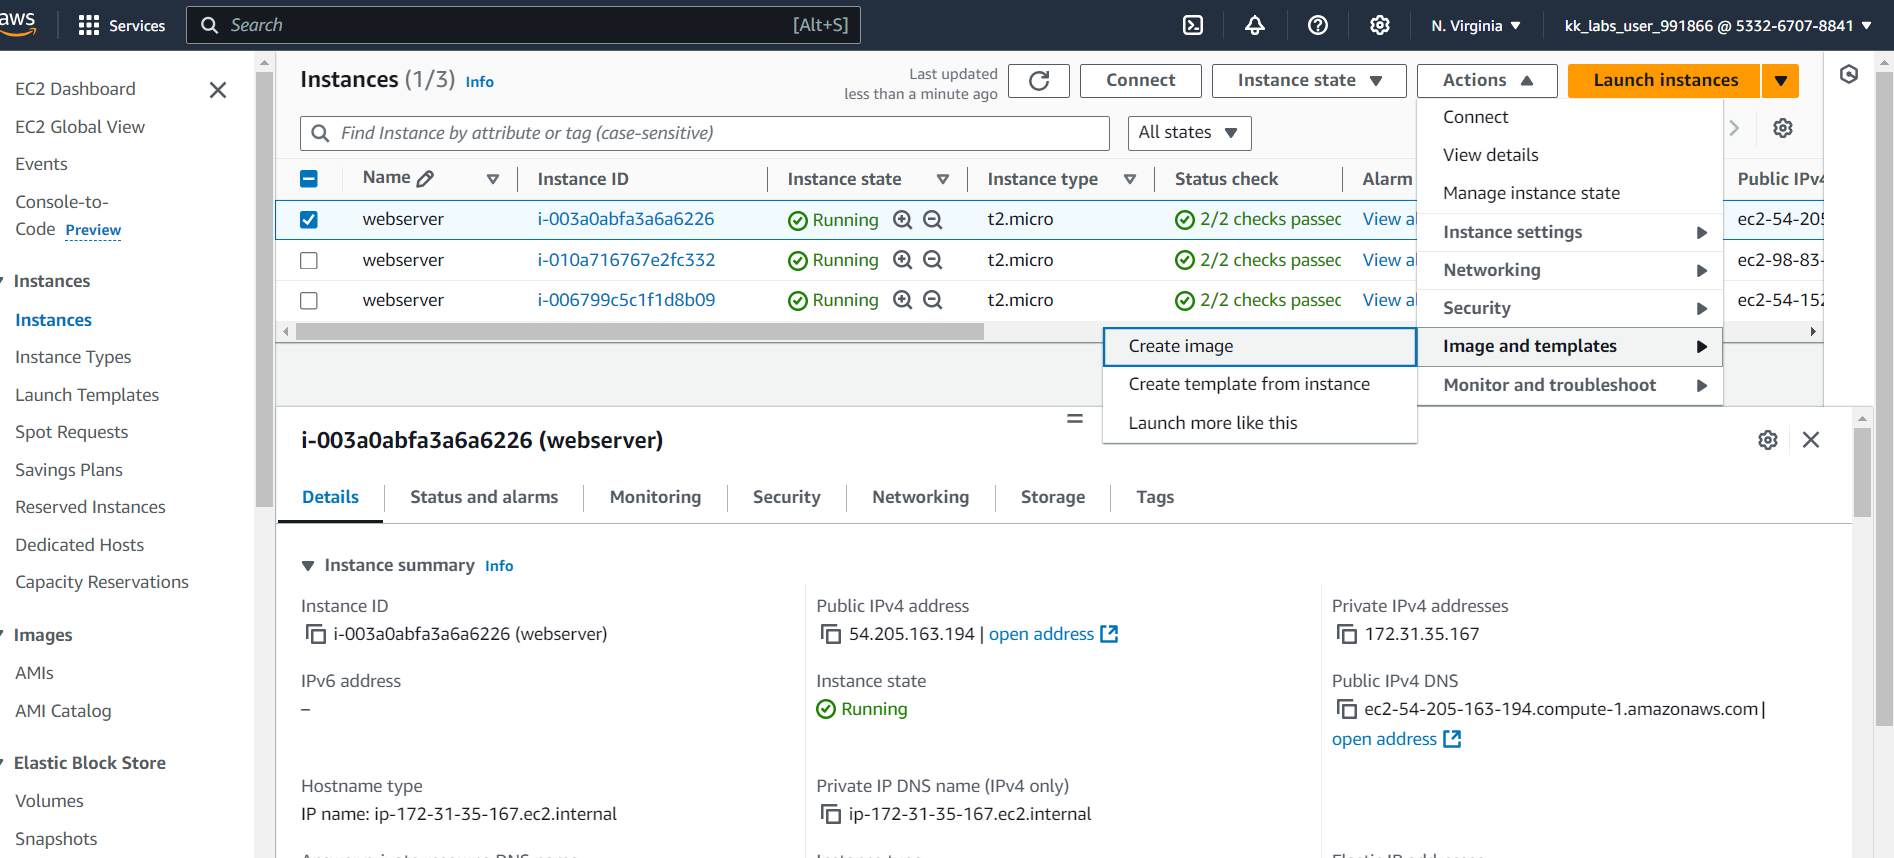 aws
Services
Search
[Alt+S]
N. Virginia
kk_labs_user_991866 @ 5332-6707-8841
EC2 Dashboard
EC2 Global View
Events
Console-to-
Code Preview
Instances
Instances
Instance Types
Launch Templates
Spot Requests
Savings Plans
Reserved Instances
Dedicated Hosts
Capacity Reservations
Images
AMIs
AMI Catalog
Elastic Block Store
Volumes
Snapshots
Instances (1/3) Info
Last updated
less than a minute ago
Connect
Instance state
Actions
Launch instances
Find Instance by attribute or tag (case-sensitive)
All states
Name Instance ID Instance state Instance type Status check Alarm Public IPv4
webserver i-003a0abfa3a6a6226 Running t2.micro 2/2 checks passec View al ec2-54-205
webserver i-010a716767e2fc332 Running t2.micro 2/2 checks passec View al ec2-98-83-
webserver i-006799c5c1f1d8b09 Running t2.micro 2/2 checks passec View al ec2-54-152
Connect
View details
Manage instance state
Instance settings
Networking
Security
Image and templates
Monitor and troubleshoot
Create image
Create template from instance
Launch more like this
i-003a0abfa3a6a6226 (webserver)
Details
Status and alarms
Monitoring
Security
Networking
Storage
Tags
Instance summary Info
Instance ID
i-003a0abfa3a6a6226 (webserver)
Public IPv4 address
54.205.163.194 | open address
Private IPv4 addresses
172.31.35.167
IPv6 address
–
Instance state
Running
Public IPv4 DNS
ec2-54-205-163-194.compute-1.amazonaws.com |
open address
Hostname type
IP name: ip-172-31-35-167.ec2.internal
Private IP DNS name (IPv4 only)
ip-172-31-35-167.ec2.internal